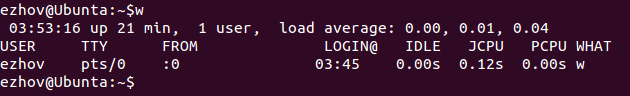 ezhov@Ubuntu:~$w
 03:53:16 up 21 min,  1 user,  load average: 0.00, 0.01, 0.04
USER     TTY      FROM             LOGIN@   IDLE   JCPU   PCPU WHAT
ezhov    pts/0    :0               03:45    0.00s  0.12s  0.00s w
ezhov@Ubuntu:~$